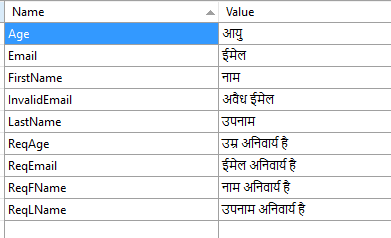 Name Value
Age आयु
Email ईमेल
FirstName नाम
InvalidEmail अवैध ईमेल
LastName उपनाम
ReqAge उम्र अनिवार्य है
ReqEmail ईमेल अनिवार्य है
ReqFName नाम अनिवार्य है
ReqLName उपनाम अनिवार्य है